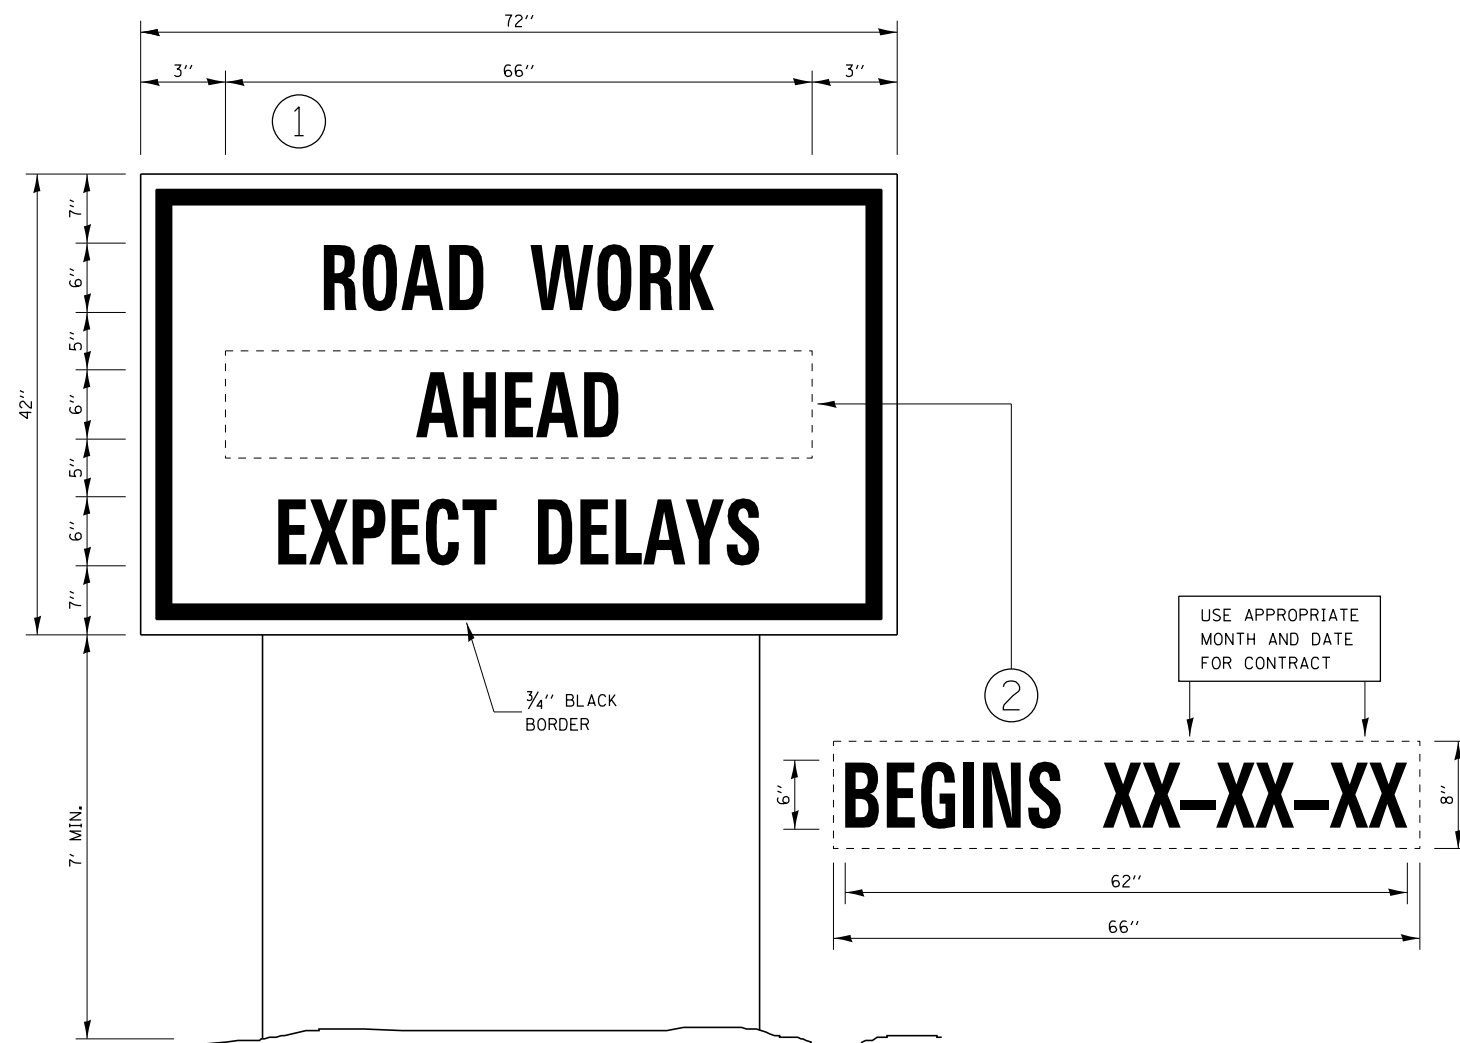 72''
3'' 66'' 3''
1
7''
6''
5''
6''
5''
6''
7''
42''
ROAD WORK
AHEAD
EXPECT DELAYS
3/4'' BLACK
BORDER
7' MIN.
2
USE APPROPRIATE
MONTH AND DATE
FOR CONTRACT
6''
BEGINS XX-XX-XX
8''
62''
66''